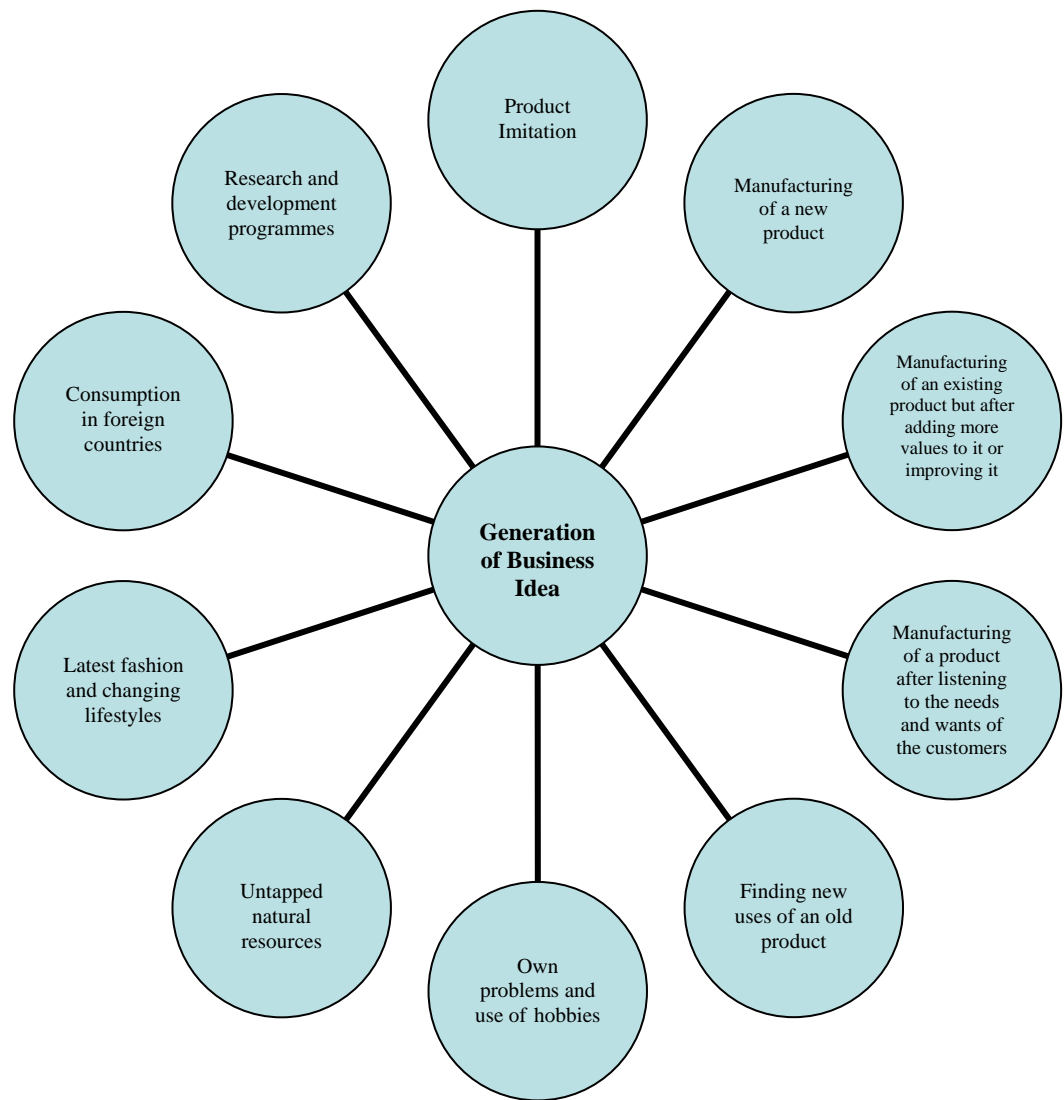 Product
Imitation
Manufacturing
of a new
product
Manufacturing
of an existing
product but after
adding more
values to it or
improving it
Manufacturing
of a product
after listening
to the needs
and wants of
the customers
Finding new
uses of an old
product
Own
problems and
use of hobbies
Untapped
natural
resources
Latest fashion
and changing
lifestyles
Consumption
in foreign
countries
Research and
development
programmes
Generation
of Business
Idea